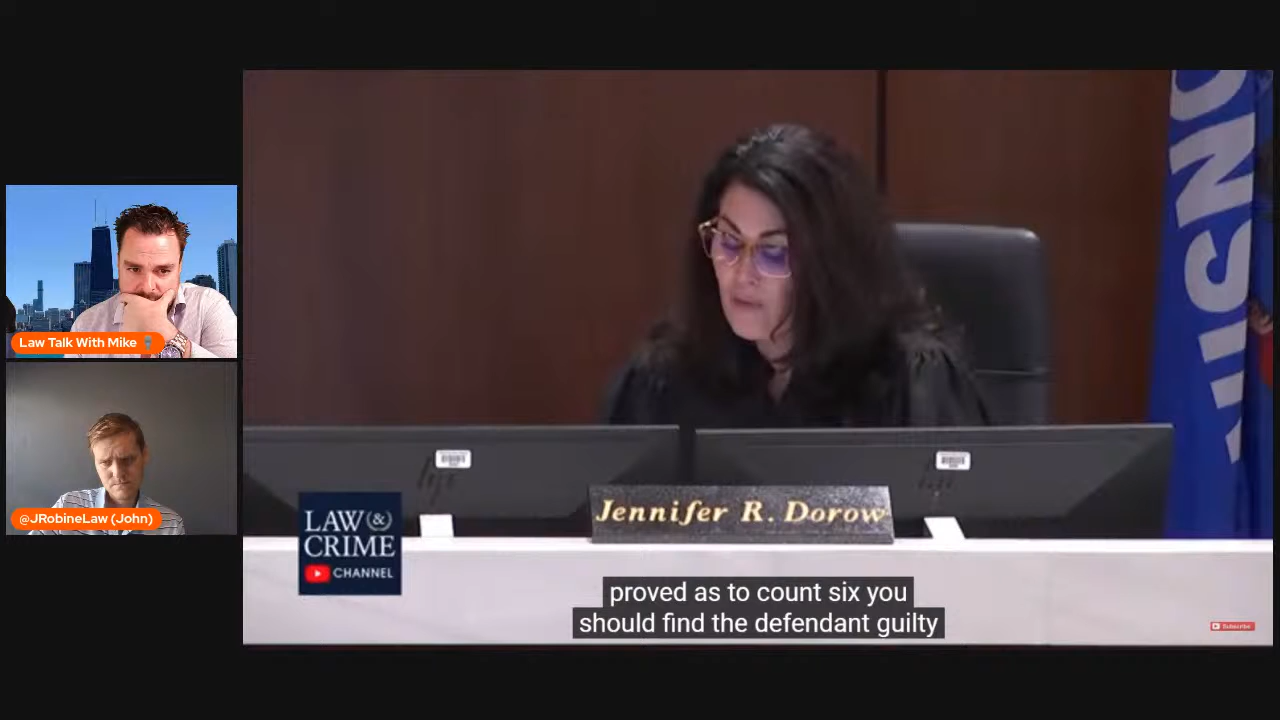 Law Talk With Mike
@JRobineLaw (John)
LAW &
CRIME
CHANNEL
Jennifer R. Dorow
proved as to count six you
should find the defendant guilty
Subscribe